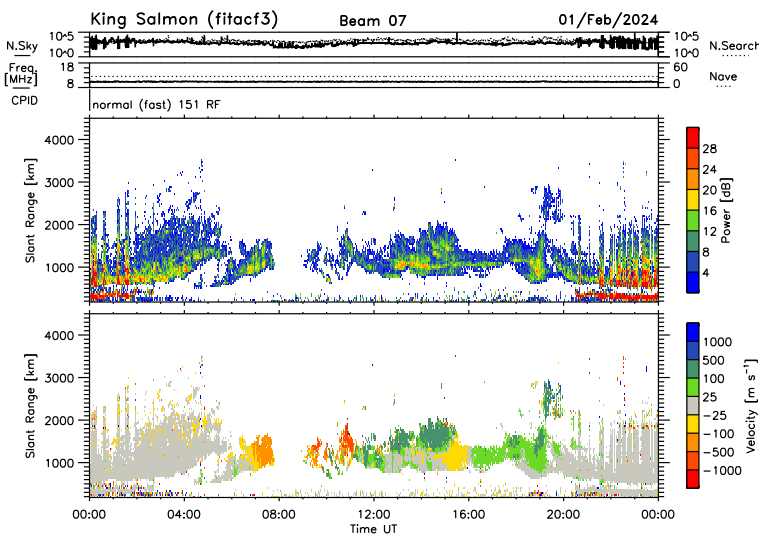 King Salmon (fitacf3) Beam 07 01/Feb/2024
N.Sky 10^5 10^0 10^5 10^0 N.Search
Freq. [MHz] 18 8 60 0 Nave
CPID normal (fast) 151 RF
Slant Range [km] 4000 3000 2000 1000
Power [dB] 28 24 20 16 12 8 4
Slant Range [km] 4000 3000 2000 1000
Velocity [m s⁻¹] 1000 500 100 25 −25 −100 −500 −1000
00:00 04:00 08:00 12:00 16:00 20:00 00:00
Time UT